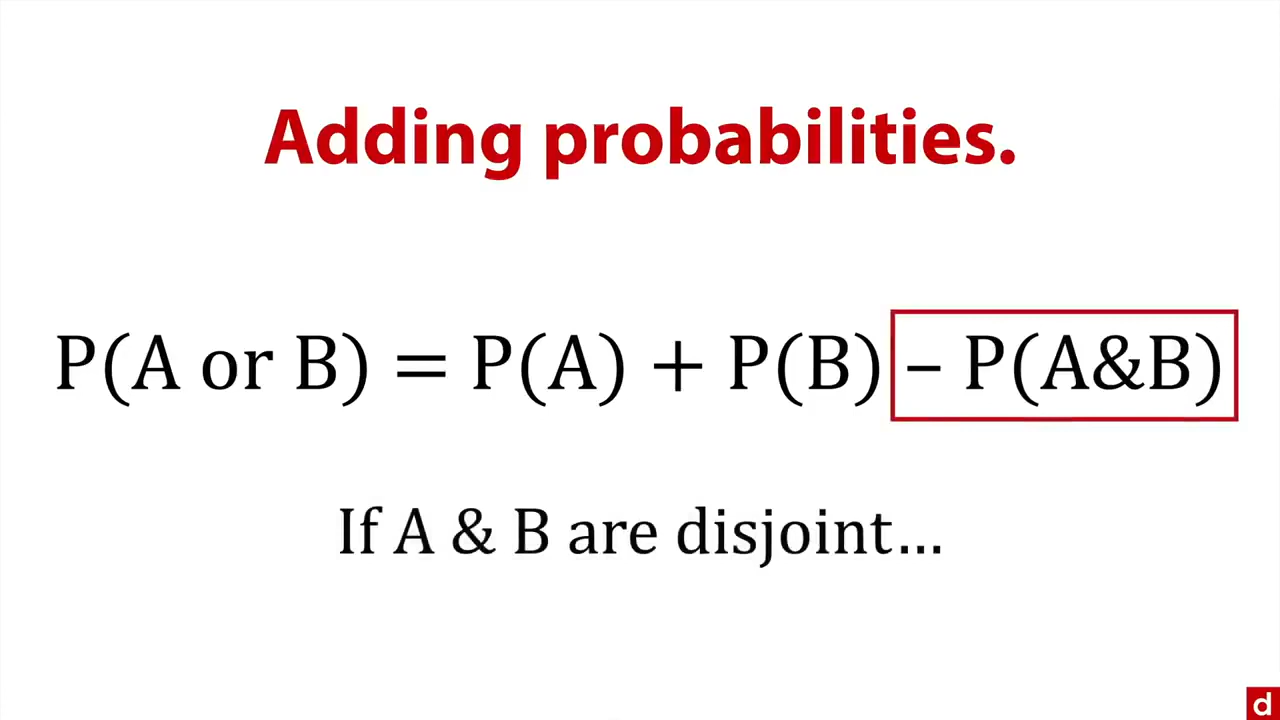 Adding probabilities.
P(A or B) = P(A) + P(B) – P(A&B)
If A & B are disjoint…
d